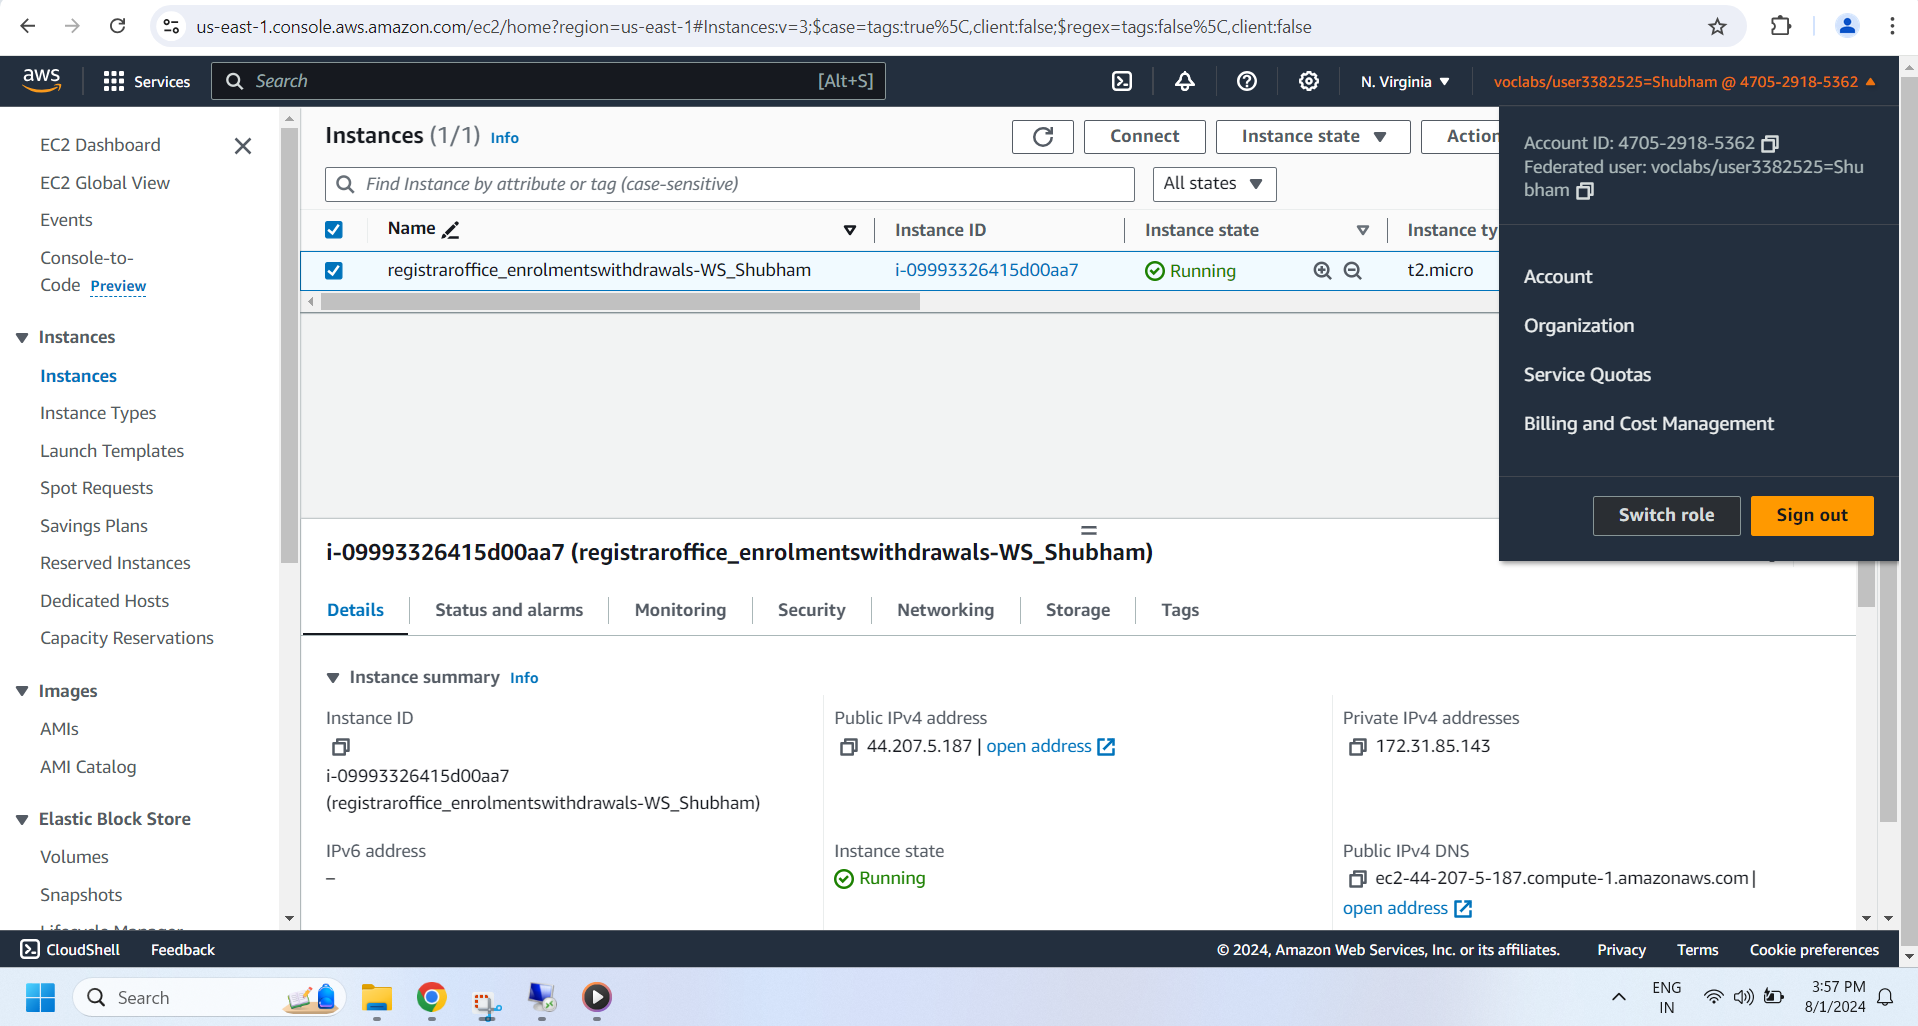 us-east-1.console.aws.amazon.com/ec2/home?region=us-east-1#Instances:v=3;$case=tags:true%5C,client:false;$regex=tags:false%5C,client:false
aws
Services
Search
[Alt+S]
N. Virginia
voclabs/user3382525=Shubham @ 4705-2918-5362
Account ID: 4705-2918-5362
Federated user: voclabs/user3382525=Shu
bham
Account
Organization
Service Quotas
Billing and Cost Management
Switch role
Sign out
EC2 Dashboard
EC2 Global View
Events
Console-to-
Code Preview
Instances
Instances
Instance Types
Launch Templates
Spot Requests
Savings Plans
Reserved Instances
Dedicated Hosts
Capacity Reservations
Images
AMIs
AMI Catalog
Elastic Block Store
Volumes
Snapshots
Lifecycle Manager
Instances (1/1) Info
Connect
Instance state
Action
Find Instance by attribute or tag (case-sensitive)
All states
Name
Instance ID
Instance state
Instance ty
registraroffice_enrolmentswithdrawals-WS_Shubham
i-09993326415d00aa7
Running
t2.micro
i-09993326415d00aa7 (registraroffice_enrolmentswithdrawals-WS_Shubham)
Details
Status and alarms
Monitoring
Security
Networking
Storage
Tags
Instance summary Info
Instance ID
i-09993326415d00aa7
(registraroffice_enrolmentswithdrawals-WS_Shubham)
Public IPv4 address
44.207.5.187 | open address
Private IPv4 addresses
172.31.85.143
IPv6 address
–
Instance state
Running
Public IPv4 DNS
ec2-44-207-5-187.compute-1.amazonaws.com |
open address
CloudShell
Feedback
© 2024, Amazon Web Services, Inc. or its affiliates.
Privacy
Terms
Cookie preferences
Search
ENG
IN
3:57 PM
8/1/2024